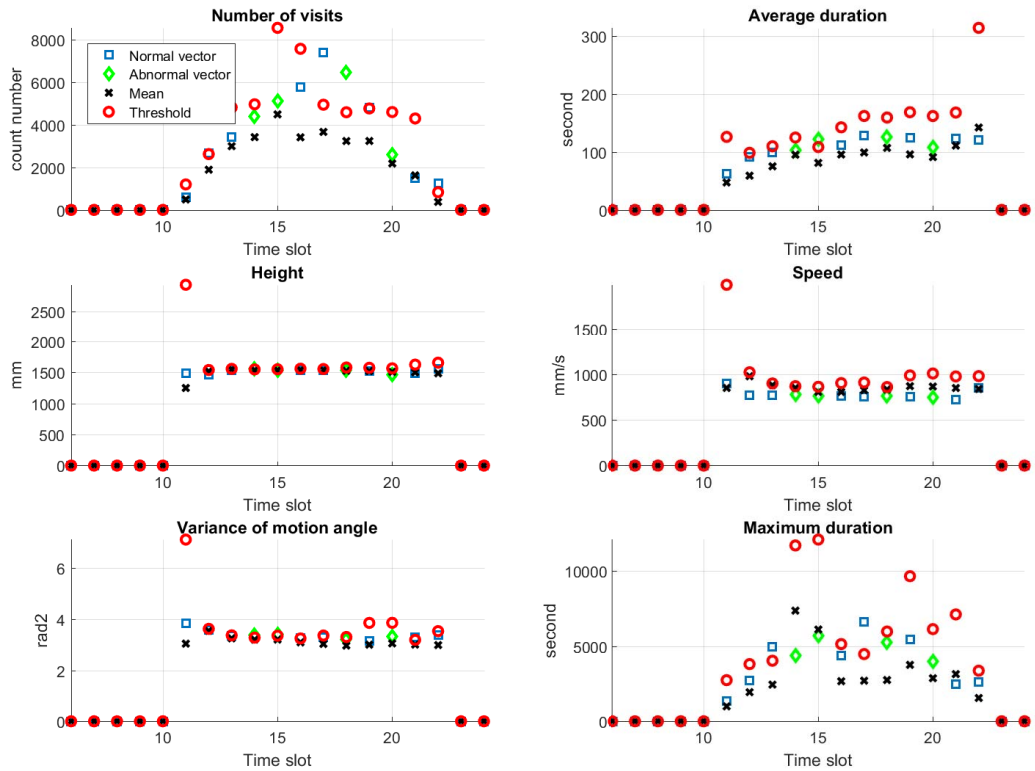 Number of visits
8000
6000
4000
2000
0
count number
Normal vector
Abnormal vector
Mean
Threshold
10
15
20
Time slot
Average duration
300
200
100
0
second
10
15
20
Time slot
Height
2500
2000
1500
1000
500
0
mm
10
15
20
Time slot
Speed
1500
1000
500
0
mm/s
10
15
20
Time slot
Variance of motion angle
6
4
2
0
rad2
10
15
20
Time slot
Maximum duration
10000
5000
0
second
10
15
20
Time slot